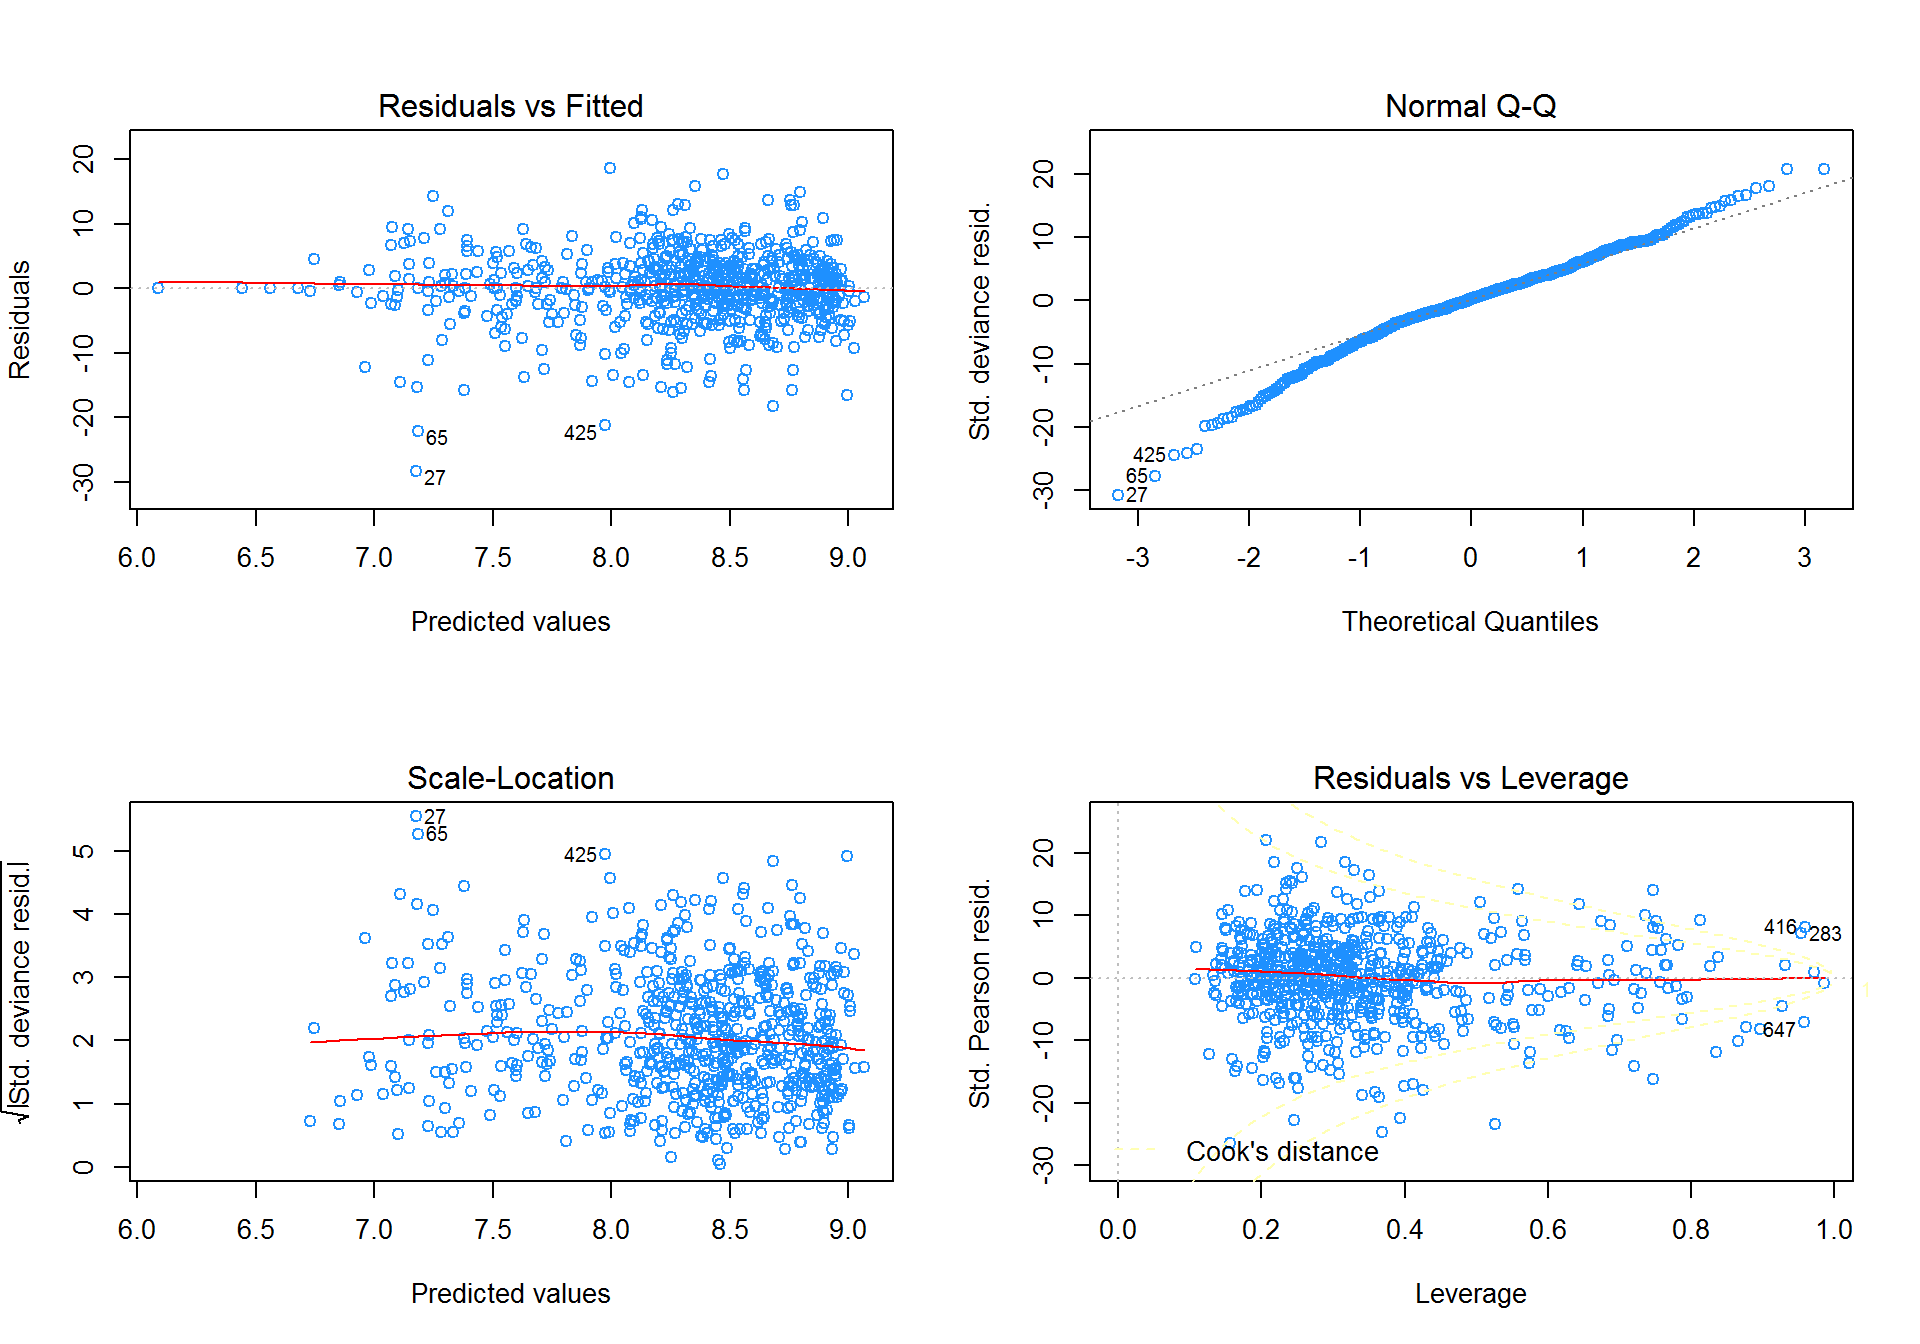 Residuals vs Fitted
Residuals
20
10
0
-10
-20
-30
65
27
425
6.0 6.5 7.0 7.5 8.0 8.5 9.0
Predicted values
Normal Q-Q
Std. deviance resid.
20
10
0
-10
-20
-30
425
65
27
-3 -2 -1 0 1 2 3
Theoretical Quantiles
Scale-Location
√|Std. deviance resid.|
5
4
3
2
1
0
27
65
425
6.0 6.5 7.0 7.5 8.0 8.5 9.0
Predicted values
Residuals vs Leverage
Std. Pearson resid.
20
10
0
-10
-20
-30
416
283
647
Cook's distance
0.0 0.2 0.4 0.6 0.8 1.0
Leverage